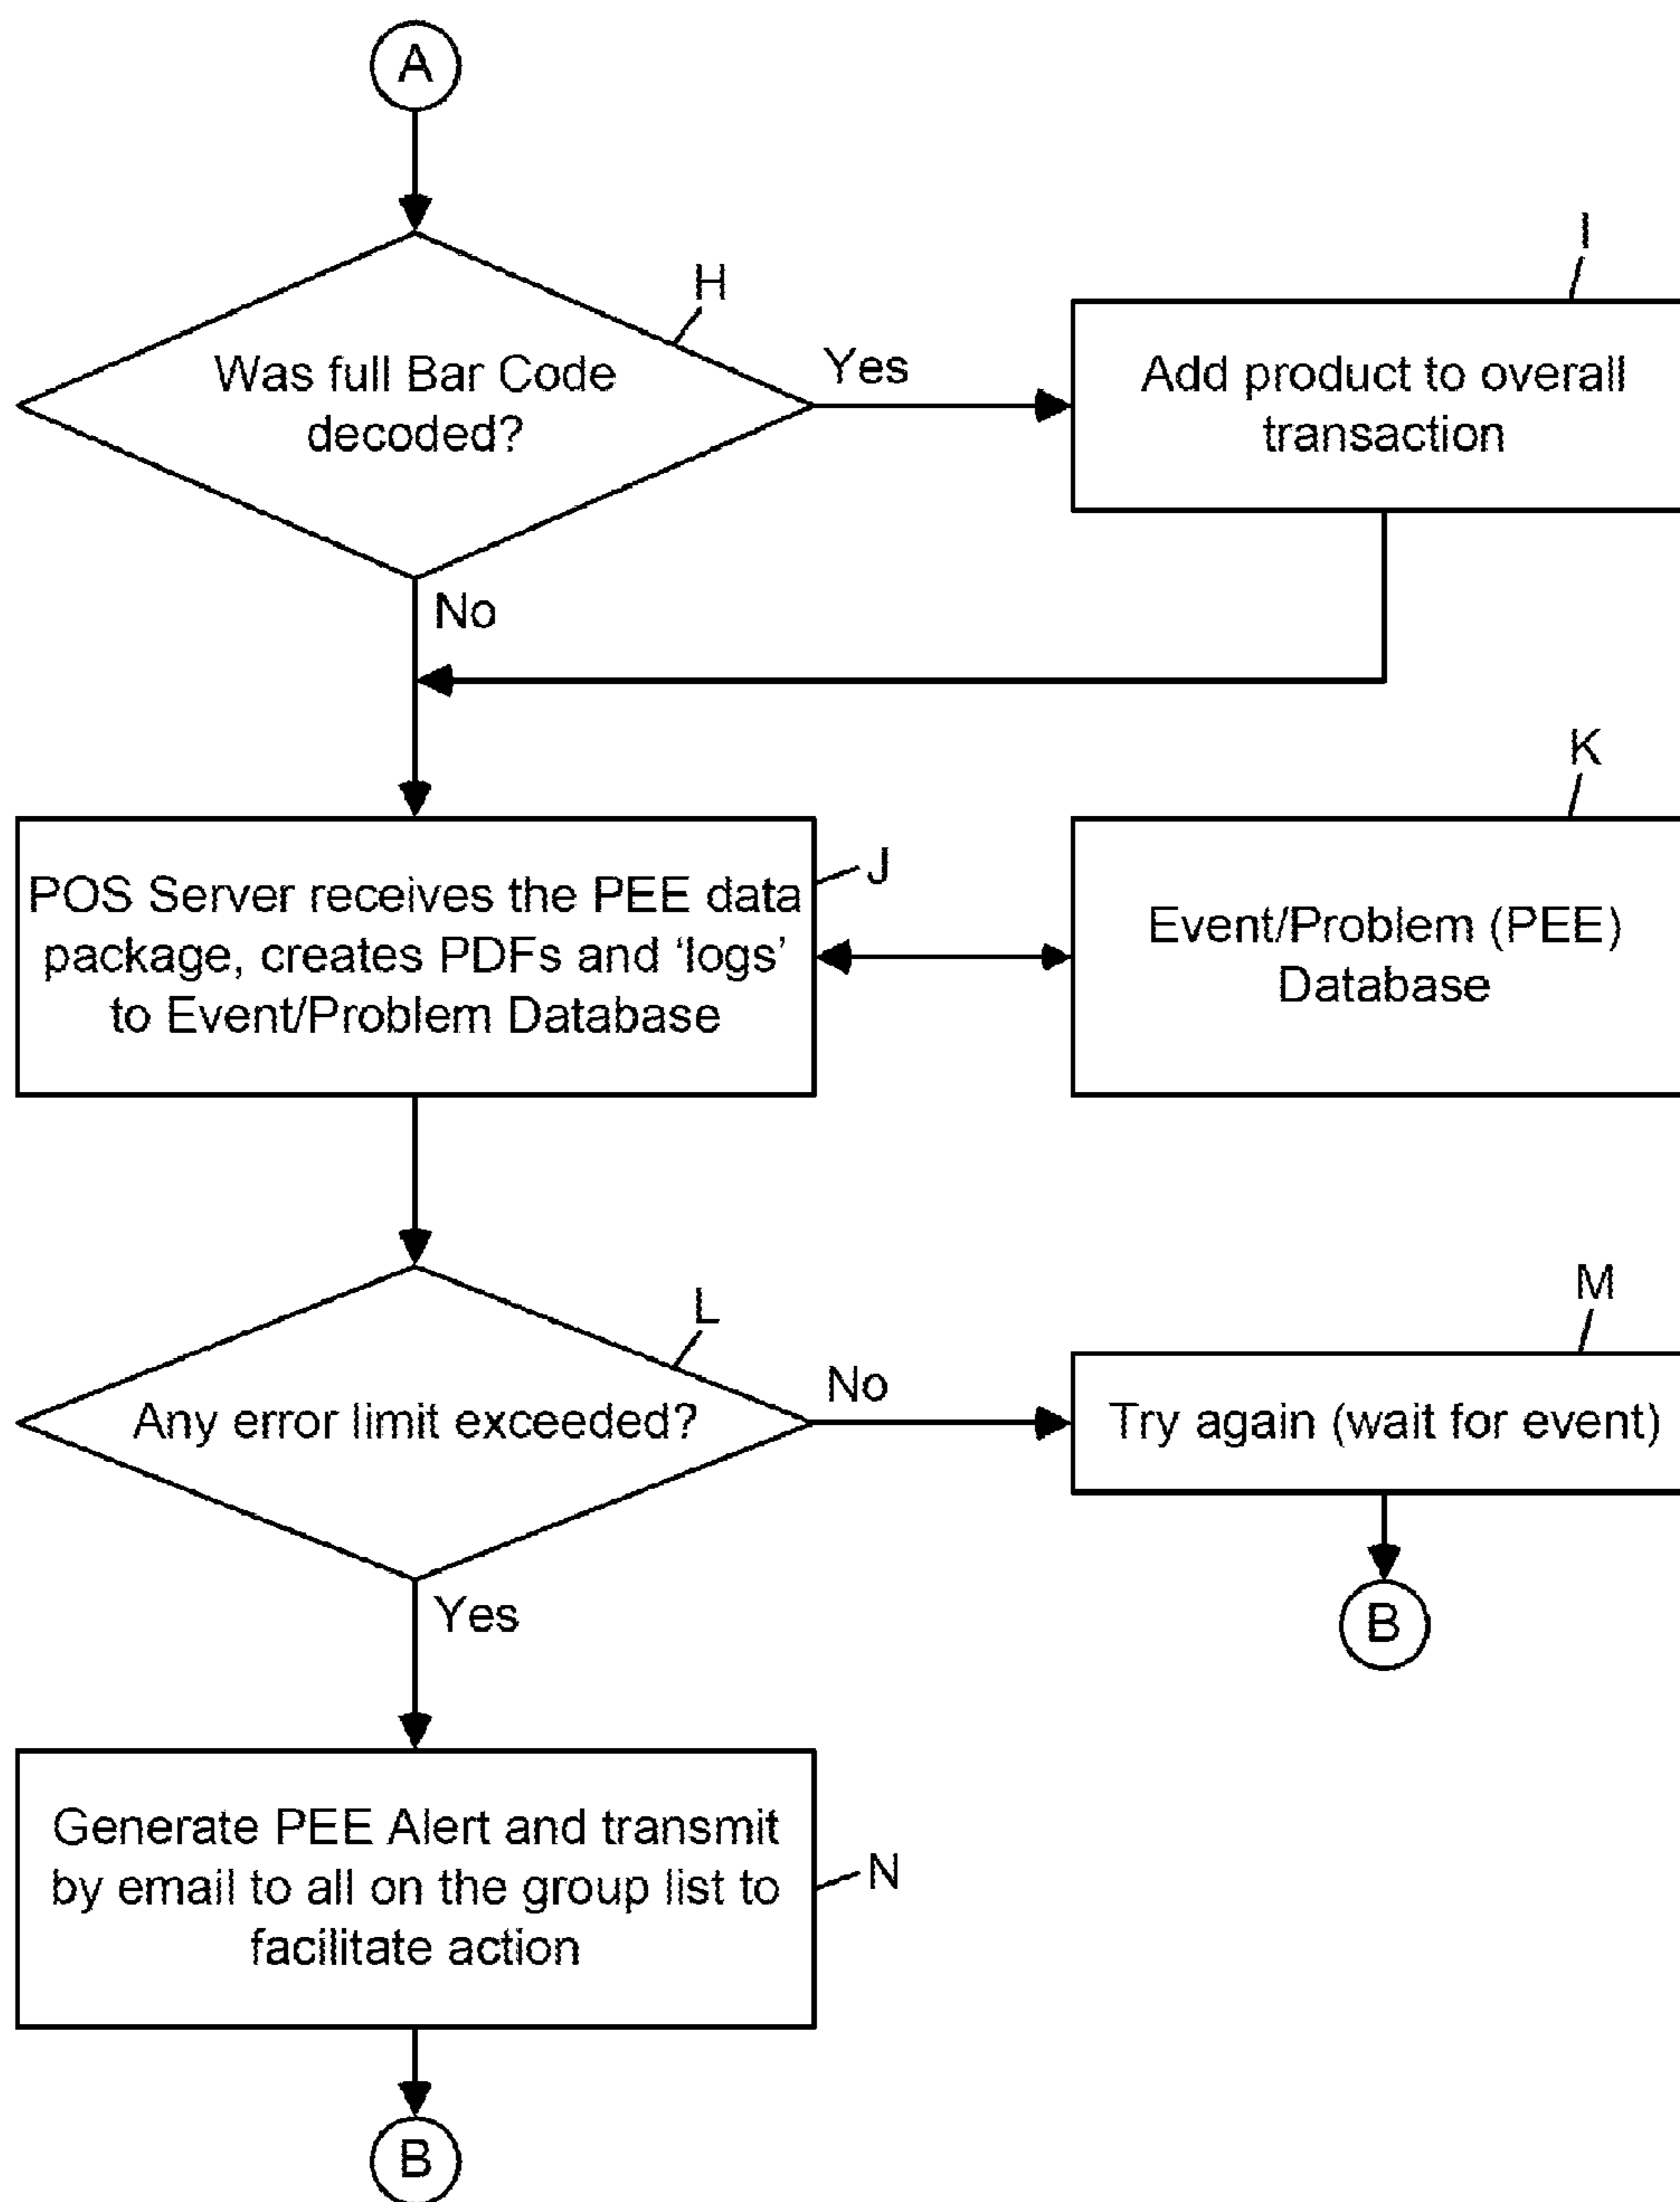 A
H
I
Was full Bar Code
decoded?
Yes
Add product to overall
transaction
No
K
J
POS Server receives the PEE data
package, creates PDFs and ‘logs’
to Event/Problem Database
Event/Problem (PEE)
Database
M
L
No
Any error limit exceeded?
Try again (wait for event)
Yes
B
Generate PEE Alert and transmit
by email to all on the group list to
facilitate action
N
B